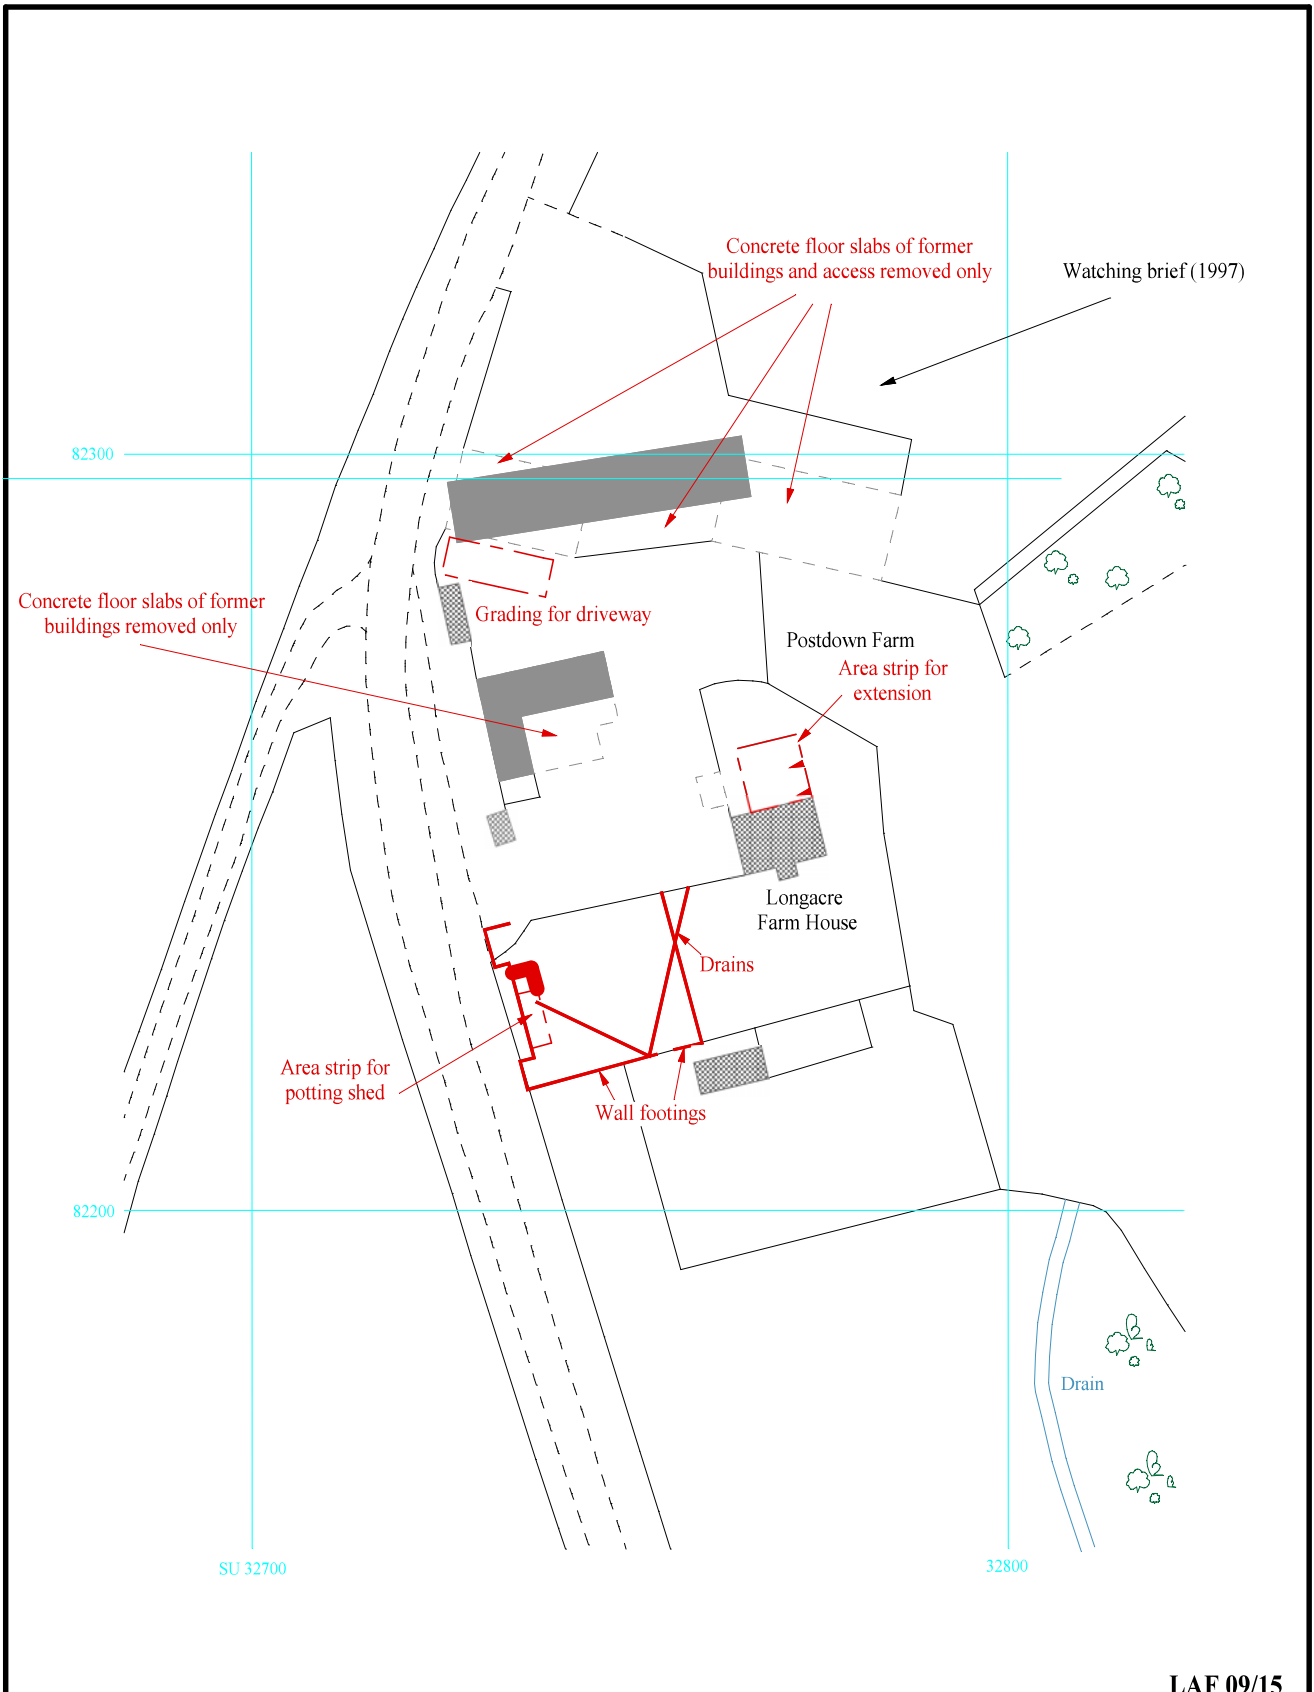 Concrete floor slabs of former
buildings and access removed only
Watching brief (1997)
82300
Concrete floor slabs of former
buildings removed only
Grading for driveway
Postdown Farm
Area strip for
extension
Longacre
Farm House
Drains
Area strip for
potting shed
Wall footings
82200
Drain
SU 32700
32800
LAF 09/15